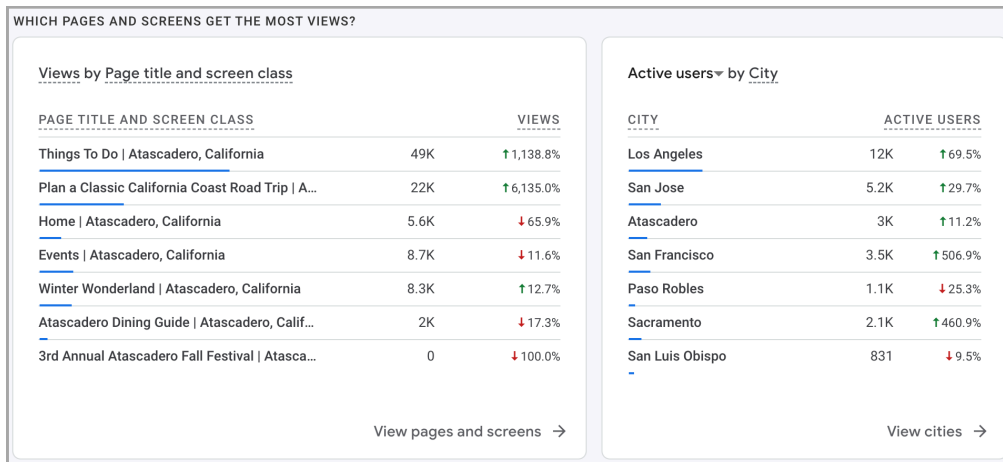 WHICH PAGES AND SCREENS GET THE MOST VIEWS?
Views by Page title and screen class
PAGE TITLE AND SCREEN CLASS VIEWS
Things To Do | Atascadero, California 49K ↑1,138.8%
Plan a Classic California Coast Road Trip | A... 22K ↑6,135.0%
Home | Atascadero, California 5.6K ↓65.9%
Events | Atascadero, California 8.7K ↓11.6%
Winter Wonderland | Atascadero, California 8.3K ↑12.7%
Atascadero Dining Guide | Atascadero, Calif... 2K ↓17.3%
3rd Annual Atascadero Fall Festival | Atasca... 0 ↓100.0%
View pages and screens →
Active users by City
CITY ACTIVE USERS
Los Angeles 12K ↑69.5%
San Jose 5.2K ↑29.7%
Atascadero 3K ↑11.2%
San Francisco 3.5K ↑506.9%
Paso Robles 1.1K ↓25.3%
Sacramento 2.1K ↑460.9%
San Luis Obispo 831 ↓9.5%
View cities →